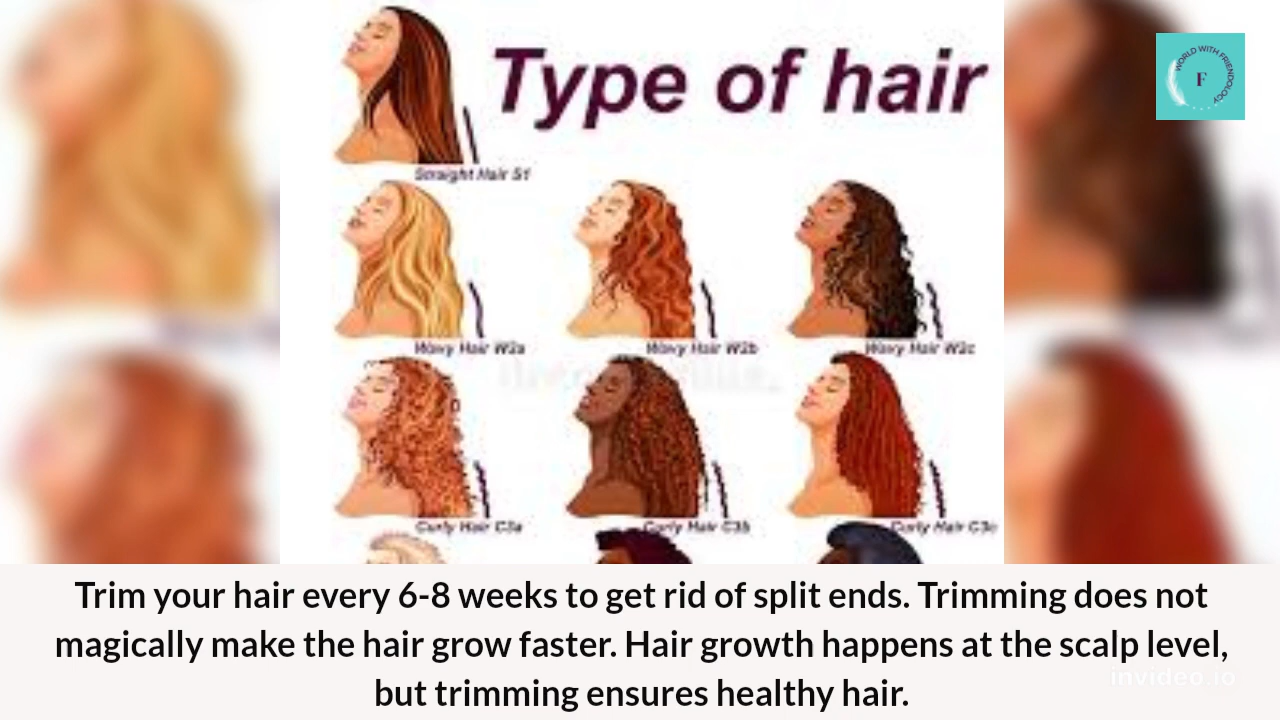 Type of hair
WORLD WITH FRIENDOLOGY
F
Straight Hair S1
Wavy Hair W2a
Wavy Hair W2b
Wavy Hair W2c
Curly Hair C3a
Curly Hair C3b
Curly Hair C3c
Trim your hair every 6-8 weeks to get rid of split ends. Trimming does not
magically make the hair grow faster. Hair growth happens at the scalp level,
but trimming ensures healthy hair.
invideo.io